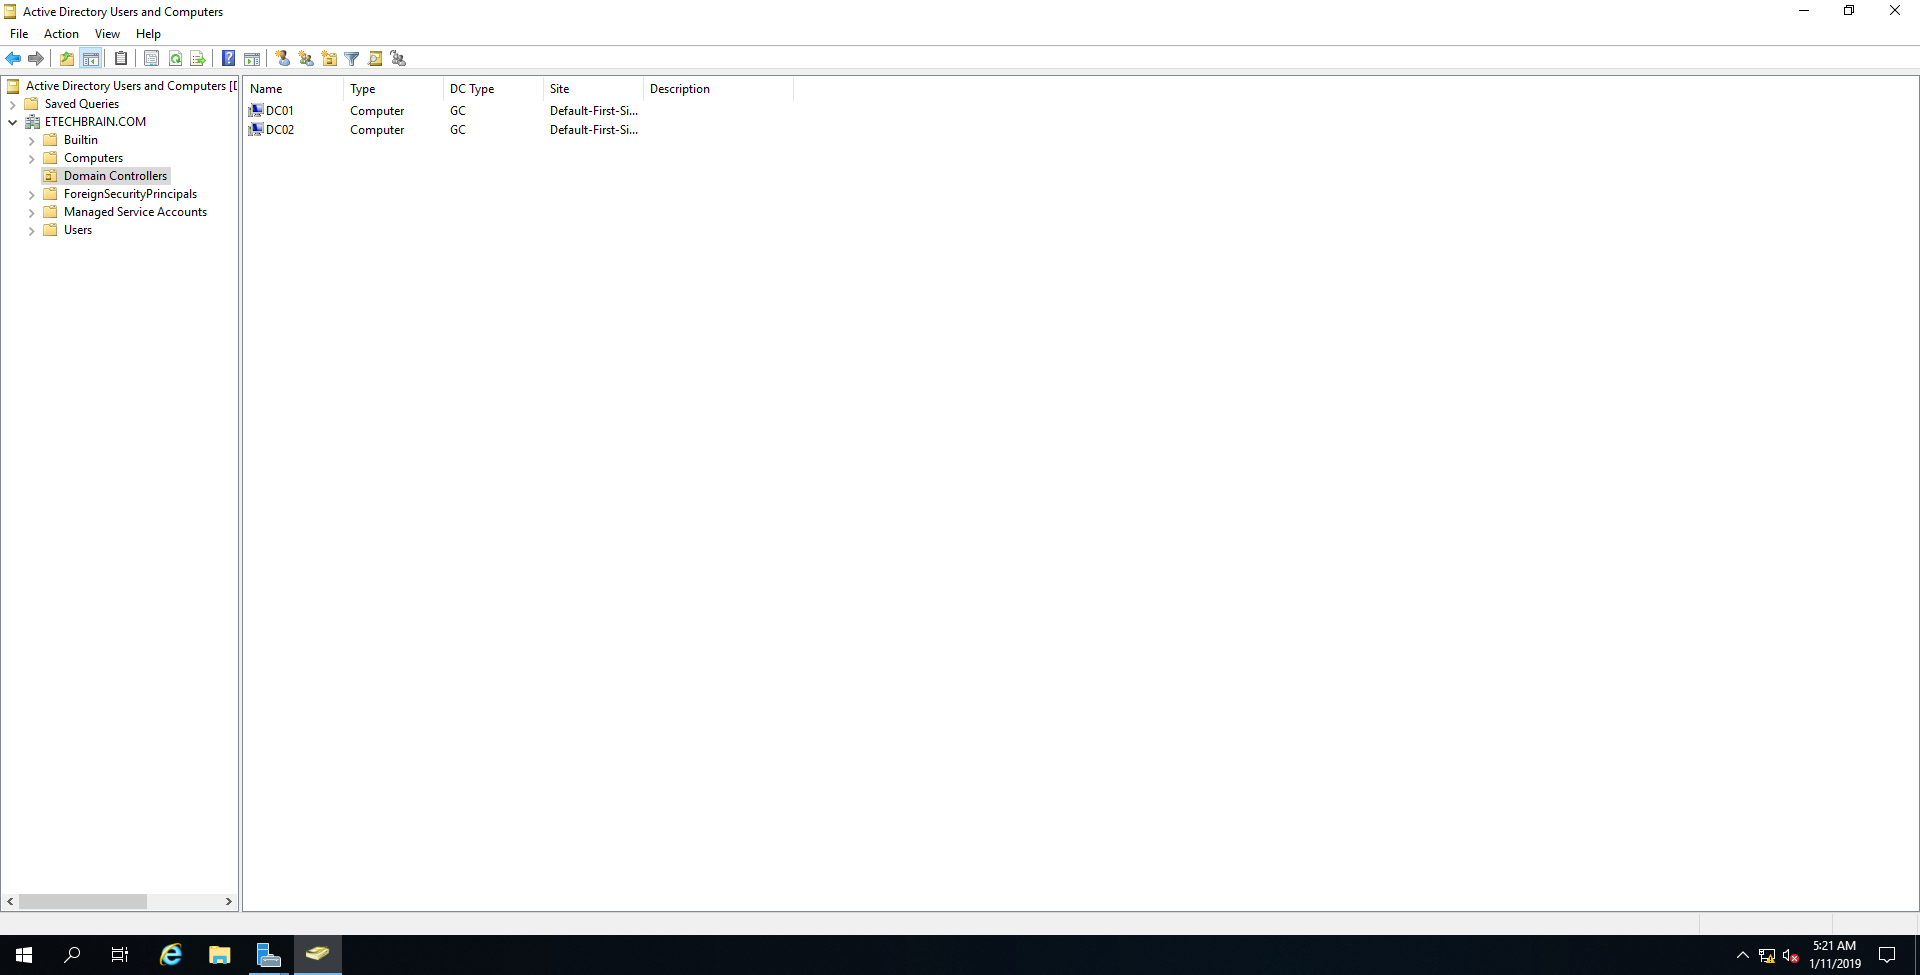 Active Directory Users and Computers
File Action View Help
Active Directory Users and Computers [D
Saved Queries
ETECHBRAIN.COM
Builtin
Computers
Domain Controllers
ForeignSecurityPrincipals
Managed Service Accounts
Users
Name Type DC Type Site Description
DC01 Computer GC Default-First-Si...
DC02 Computer GC Default-First-Si...
5:21 AM
1/11/2019